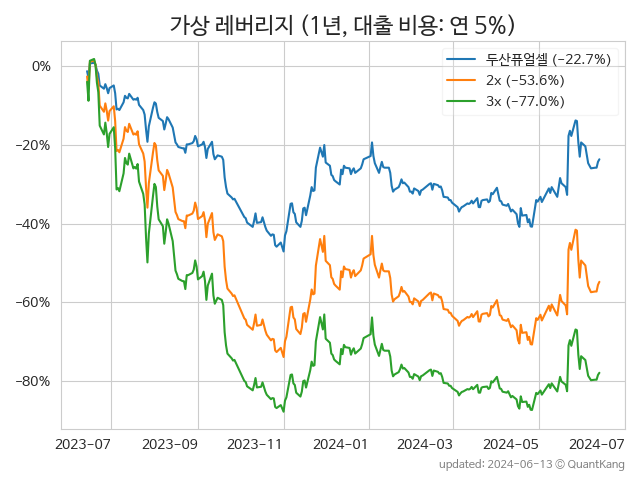 가상 레버리지 (1년, 대출 비용: 연 5%)
두산퓨얼셀 (−22.7%)
2x (−53.6%)
3x (−77.0%)
0%
−20%
−40%
−60%
−80%
2023-07 2023-09 2023-11 2024-01 2024-03 2024-05 2024-07
updated: 2024-06-13 © QuantKang